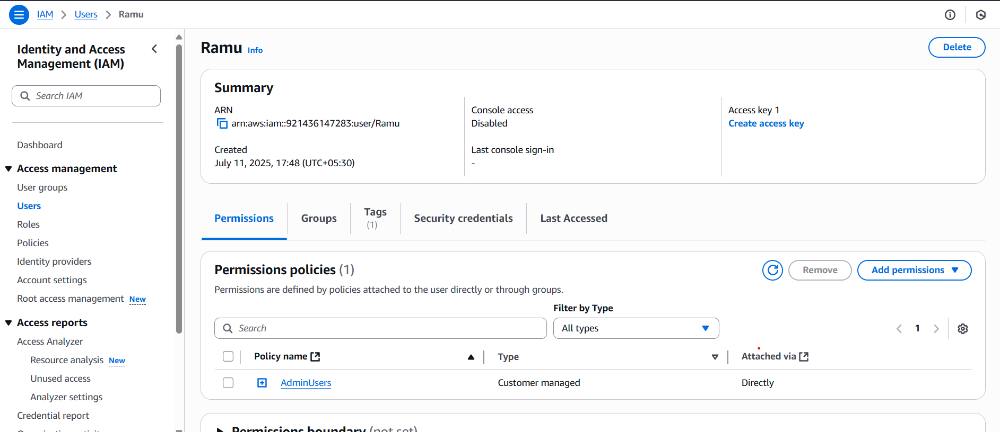 IAM > Users > Ramu
Identity and Access
Management (IAM)
Search IAM
Dashboard
Access management
User groups
Users
Roles
Policies
Identity providers
Account settings
Root access management New
Access reports
Access Analyzer
Resource analysis New
Unused access
Analyzer settings
Credential report
Ramu Info
Delete
Summary
ARN
arn:aws:iam::921436147283:user/Ramu
Created
July 11, 2025, 17:48 (UTC+05:30)
Console access
Disabled
Last console sign-in
-
Access key 1
Create access key
Permissions
Groups
Tags
(1)
Security credentials
Last Accessed
Permissions policies (1)
Remove
Add permissions
Permissions are defined by policies attached to the user directly or through groups.
Filter by Type
Search
All types
1
Policy name
Type
Attached via
AdminUsers
Customer managed
Directly
Permissions boundary (not set)